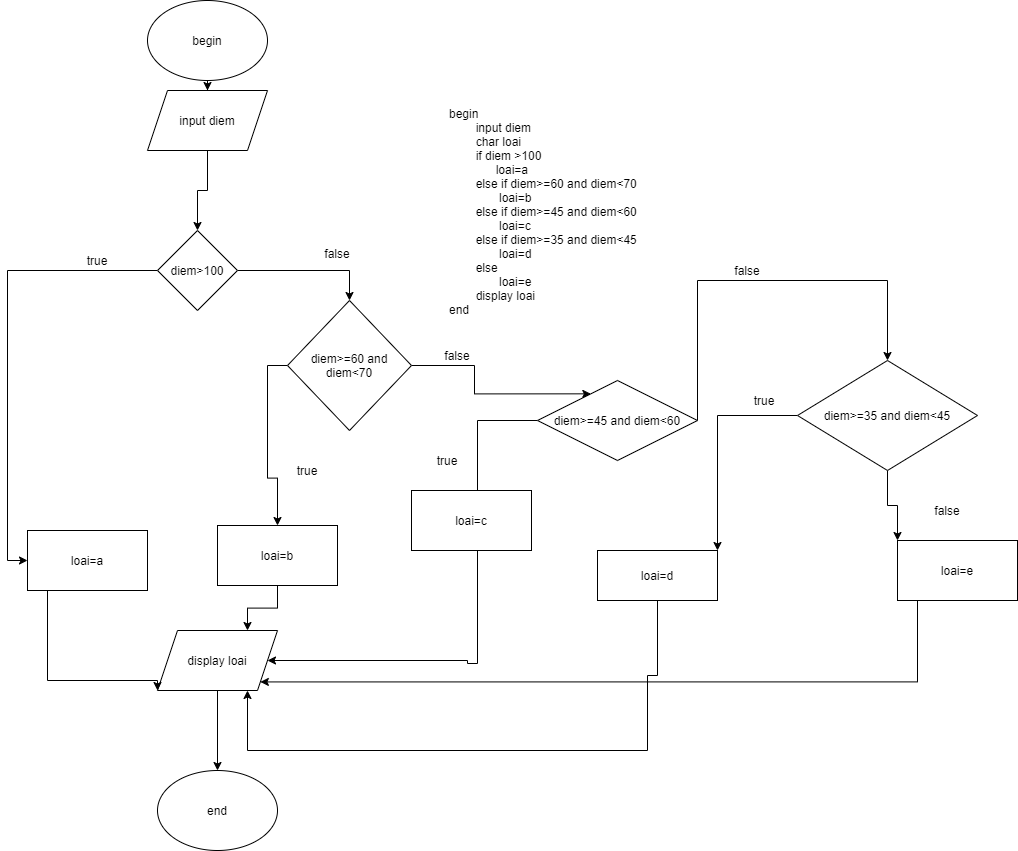 begin
input diem
begin
input diem
char loai
if diem >100
loai=a
else if diem>=60 and diem<70
loai=b
else if diem>=45 and diem<60
loai=c
else if diem>=35 and diem<45
loai=d
else
loai=e
display loai
end
true
diem>100
false
false
diem>=60 and
diem<70
false
true
diem>=45 and diem<60
diem>=35 and diem<45
true
true
false
loai=c
loai=a
loai=b
loai=d
loai=e
display loai
end